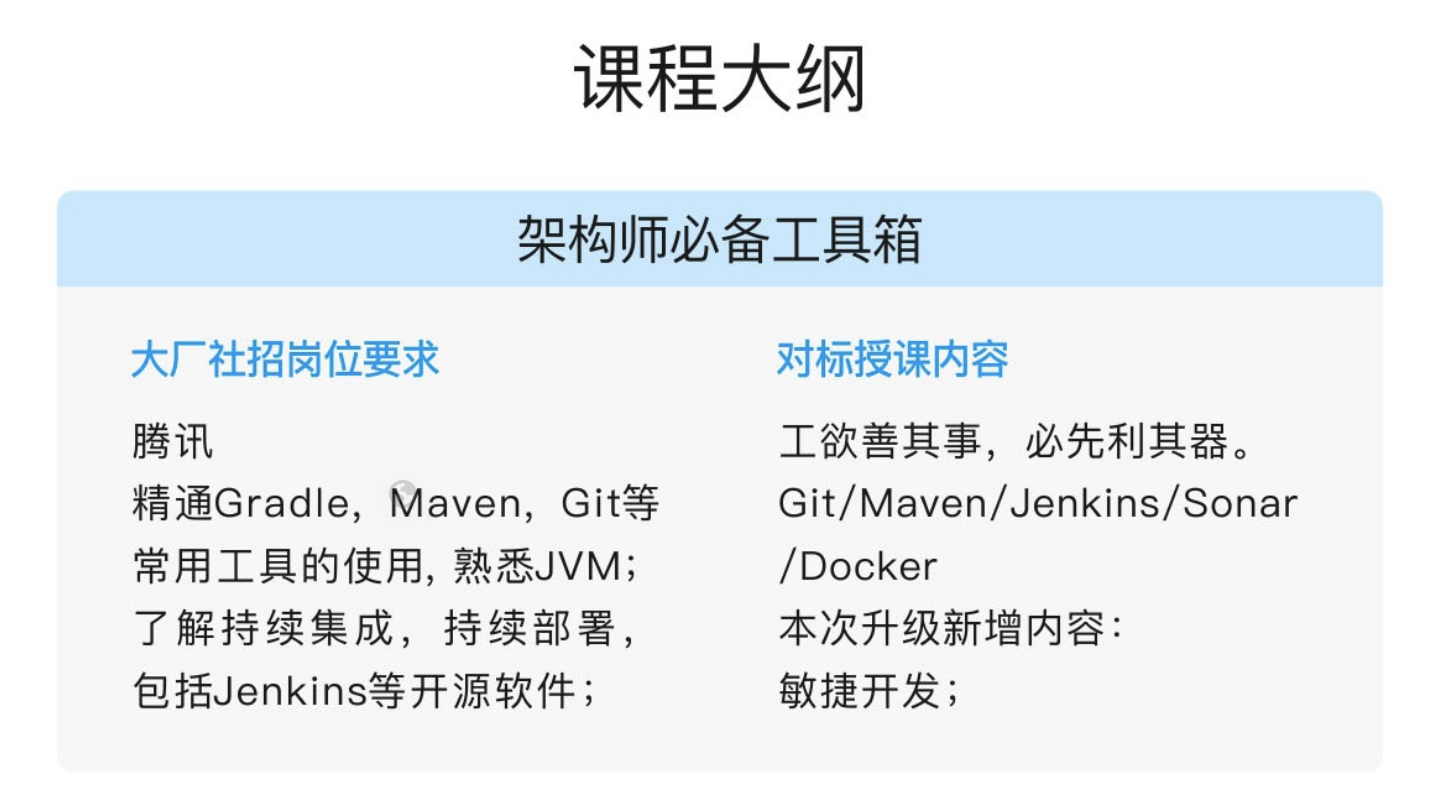 课程大纲
架构师必备工具箱
大厂社招岗位要求
腾讯
精通Gradle，Maven，Git等
常用工具的使用, 熟悉JVM；
了解持续集成，持续部署，
包括Jenkins等开源软件；
对标授课内容
工欲善其事，必先利其器。
Git/Maven/Jenkins/Sonar
/Docker
本次升级新增内容：
敏捷开发；